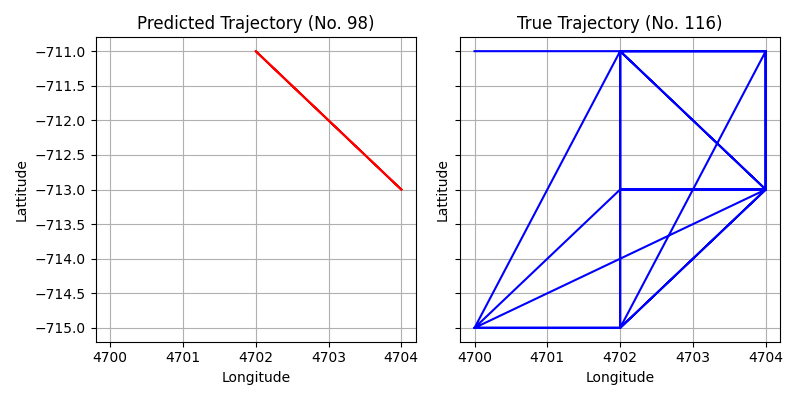 Predicted Trajectory (No. 98)
True Trajectory (No. 116)
Lattitude
−711.0
−711.5
−712.0
−712.5
−713.0
−713.5
−714.0
−714.5
−715.0
4700 4701 4702 4703 4704
Longitude
Lattitude
4700 4701 4702 4703 4704
Longitude